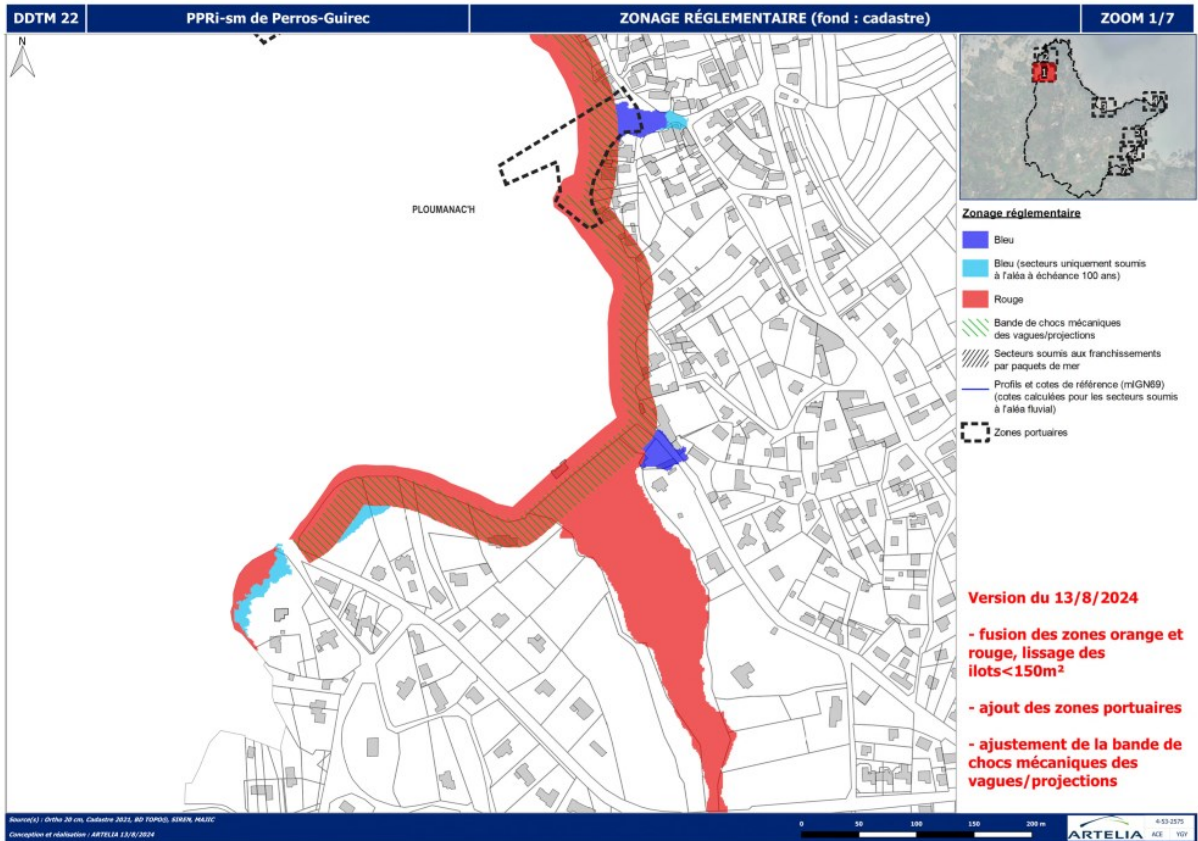 DDTM 22
PPRi-sm de Perros-Guirec
ZONAGE RÉGLEMENTAIRE (fond : cadastre)
ZOOM 1/7
N
PLOUMANAC'H
Zonage réglementaire
Bleu
Bleu (secteurs uniquement soumis
à l'aléa à échéance 100 ans)
Rouge
Bande de chocs mécaniques
des vagues/projections
Secteurs soumis aux franchissements
par paquets de mer
Profils et cotes de référence (mIGN69)
(cotes calculées pour les secteurs soumis
à l'aléa fluvial)
Zones portuaires
Version du 13/8/2024
- fusion des zones orange et
rouge, lissage des
ilots<150m²
- ajout des zones portuaires
- ajustement de la bande de
chocs mécaniques des
vagues/projections
Source(s) : Ortho 20 cm, Cadastre 2021, BD TOPO®, SIREN, MAJIC
Conception et réalisation : ARTELIA 13/8/2024
0 50 100 150 200 m
ARTELIA
4-53-2575
ACE YGY